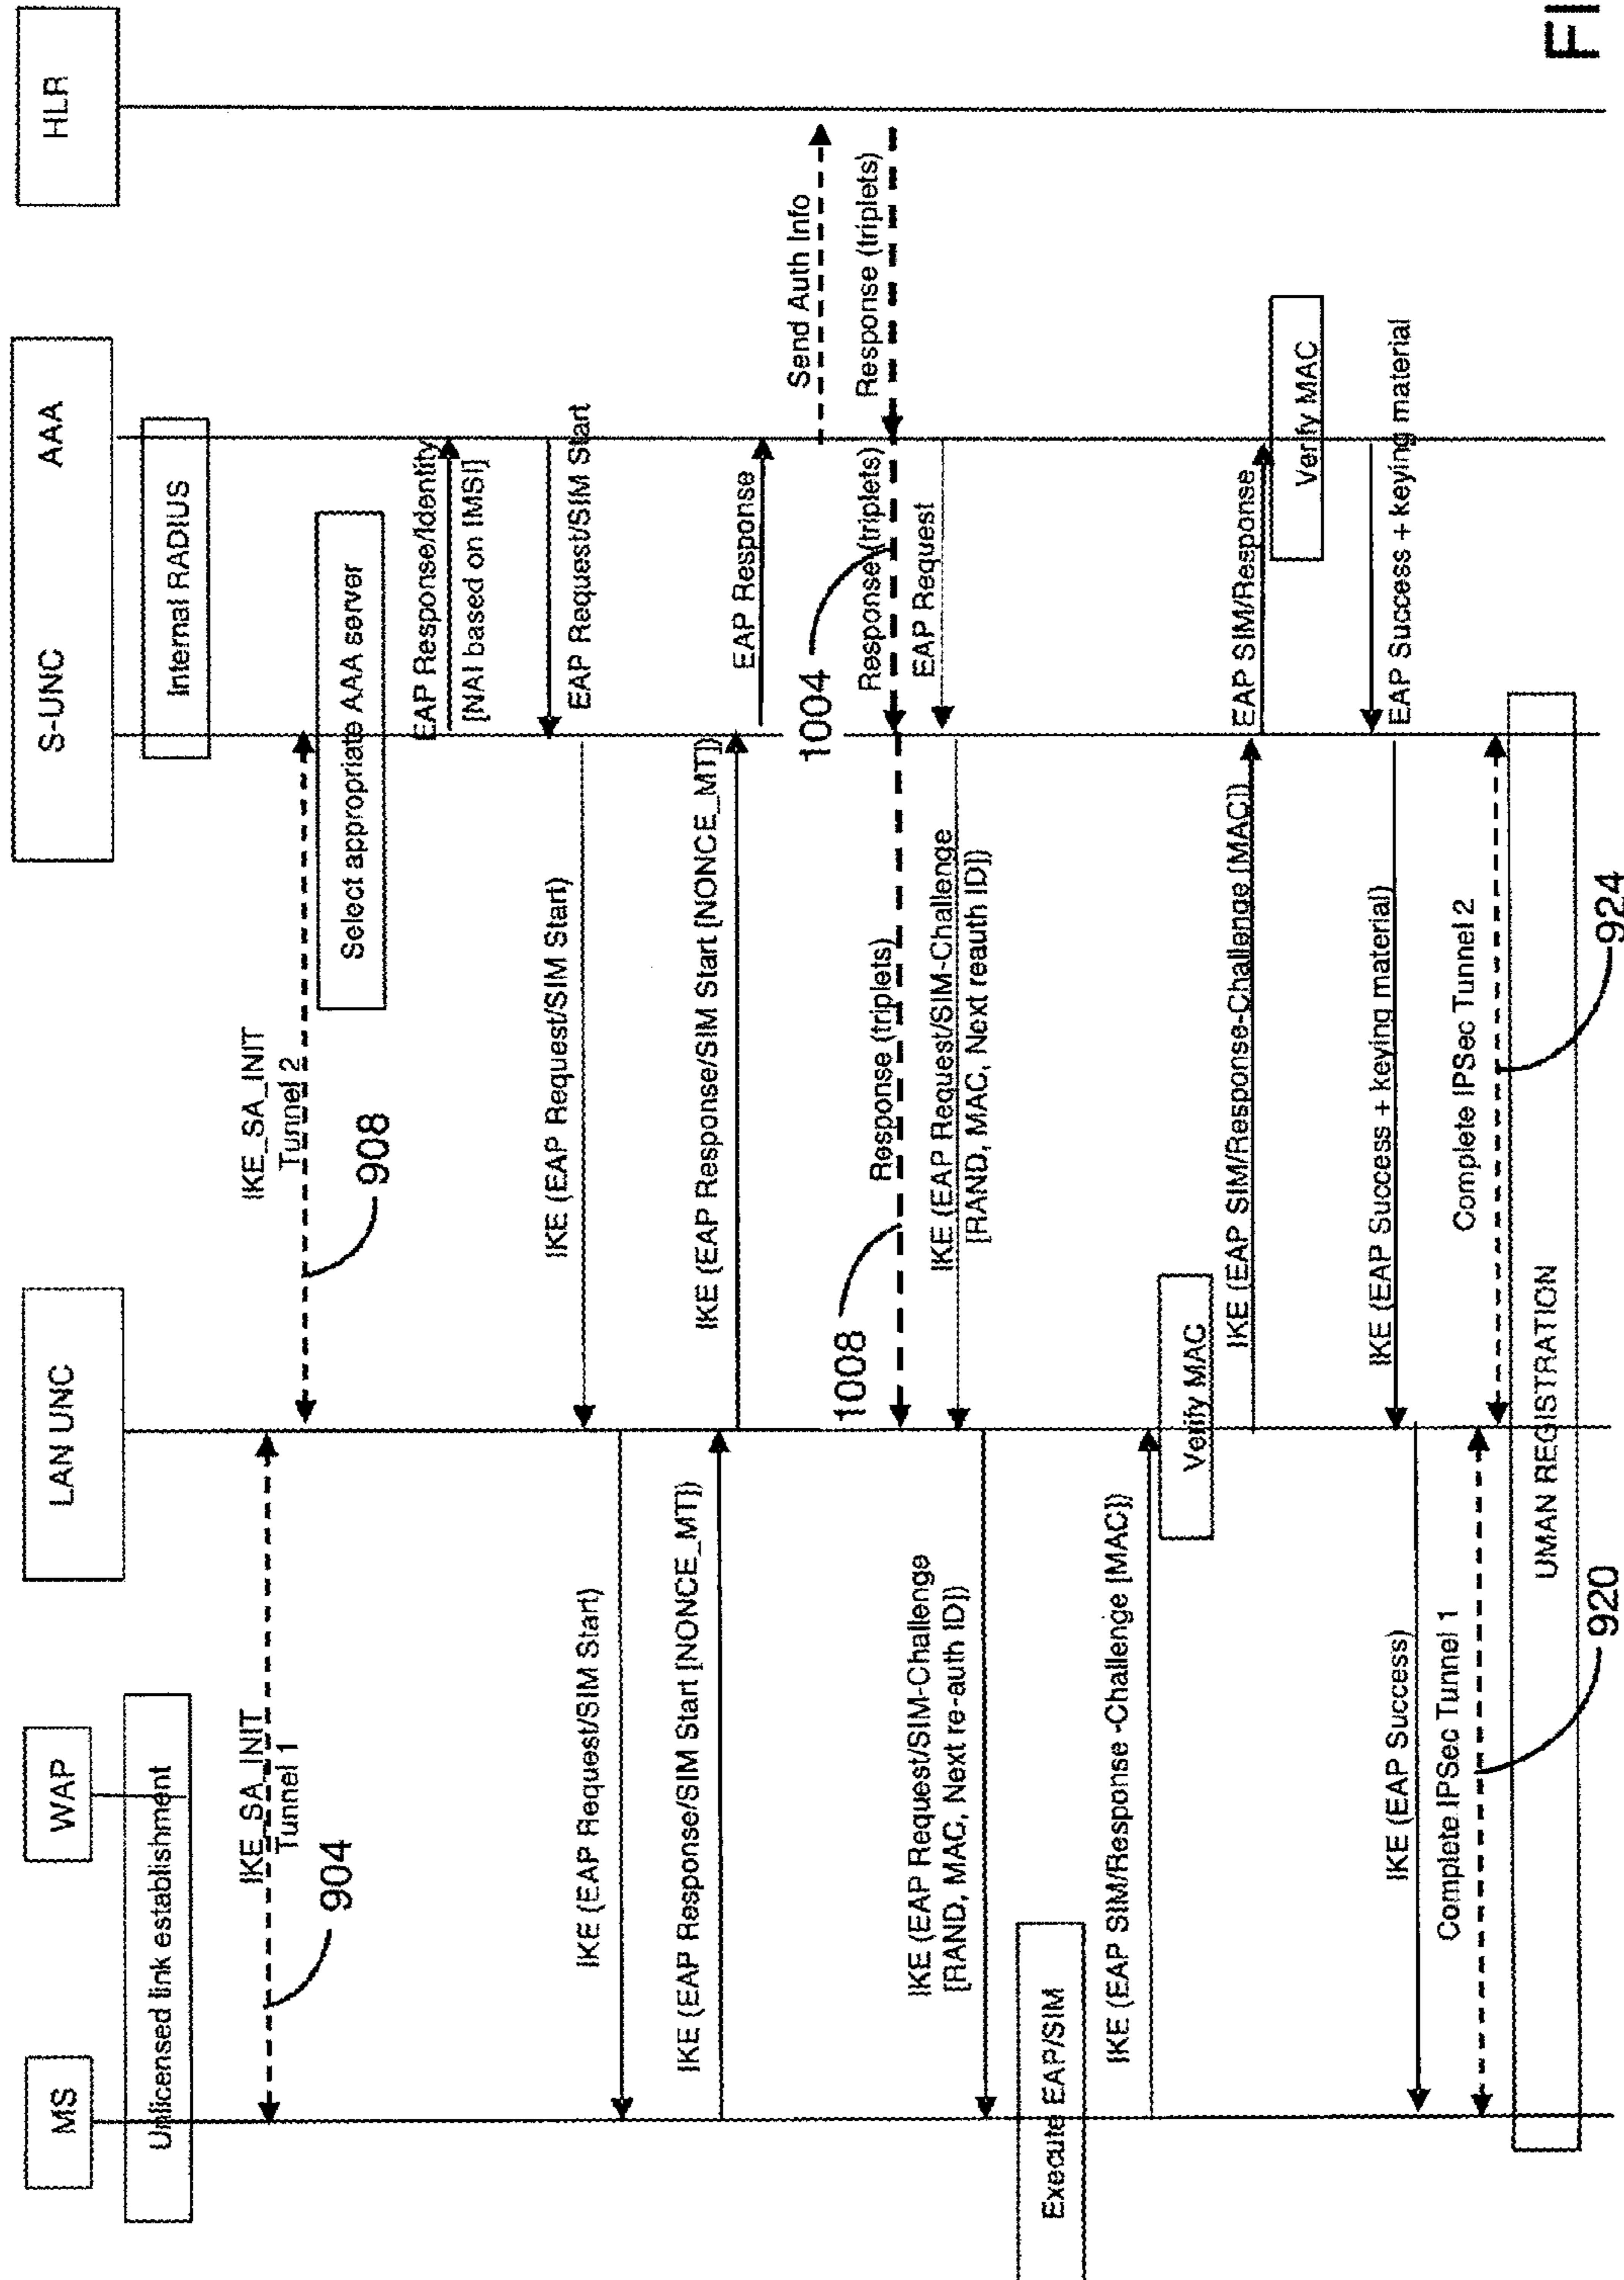 MS
WAP
LAN UNC
S-UNC
AAA
HLR
Unlicensed link establishment
Internal RADIUS
IKE_SA_INIT
Tunnel 1
904
IKE_SA_INIT
Tunnel 2
908
Select appropriate AAA server
EAP Response/Identity
[NAI based on IMSI]
EAP Request/SIM Start
IKE (EAP Request/SIM Start)
IKE (EAP Request/SIM Start)
IKE (EAP Response/SIM Start [NONCE_MT])
IKE (EAP Response/SIM Start [NONCE_MT])
EAP Response
Send Auth Info
Response (triplets)
1004
Response (triplets)
1008
Response (triplets)
EAP Request
IKE (EAP Request/SIM-Challenge
[RAND, MAC, Next reauth ID])
IKE (EAP Request/SIM-Challenge
[RAND, MAC, Next re-auth ID])
Execute EAP/SIM
IKE (EAP SIM/Response -Challenge [MAC])
Verify MAC
IKE (EAP SIM/Response-Challenge [MAC])
EAP SIM/Response
Verify MAC
EAP Success + keying material
IKE (EAP Success + keying material)
IKE (EAP Success)
Complete IPSec Tunnel 1
920
Complete IPSec Tunnel 2
924
UMAN REGISTRATION